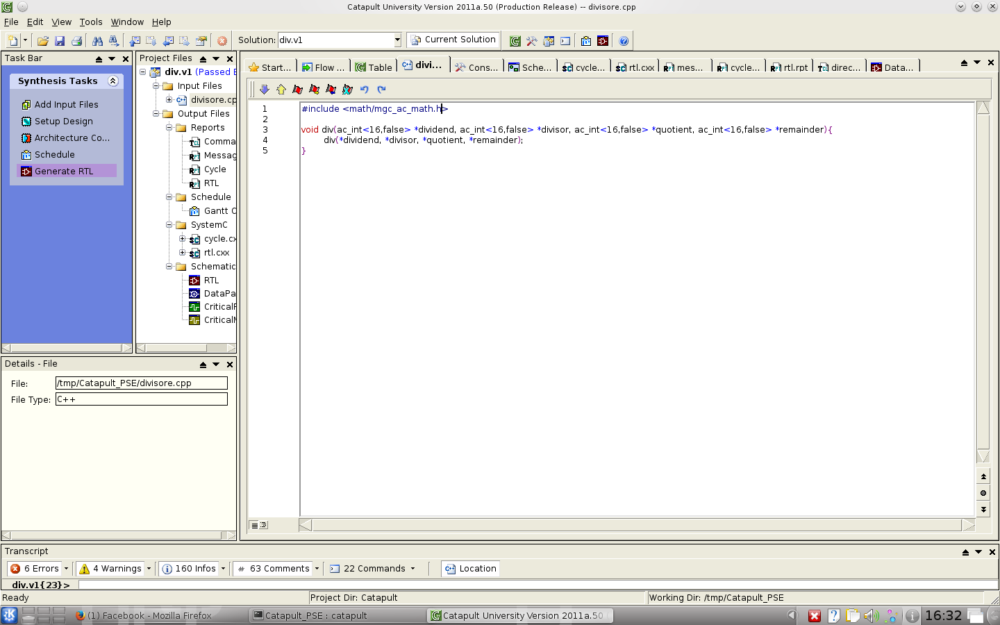 Catapult University Version 2011a.50 (Production Release) -- divisore.cpp
File Edit View Tools Window Help
Solution: div.v1 Current Solution
Task Bar
Synthesis Tasks
Add Input Files
Setup Design
Architecture Co...
Schedule
Generate RTL
Project Files
div.v1 (Passed E
Input Files
divisore.cp
Output Files
Reports
Comma
Messag
Cycle
RTL
Schedule
Gantt C
SystemC
cycle.cx
rtl.cxx
Schematic
RTL
DataPa
CriticalP
CriticalM
Start... Flow ... Table divi... Cons... Sche... cycle... rtl.cxx mes... cycle... rtl.rpt direc... Data...
1 #include <math/mgc_ac_math.h>
2
3 void div(ac_int<16,false> *dividend, ac_int<16,false> *divisor, ac_int<16,false> *quotient, ac_int<16,false> *remainder){
4 div(*dividend, *divisor, *quotient, *remainder);
5 }
Details - File
File: /tmp/Catapult_PSE/divisore.cpp
File Type: C++
Transcript
6 Errors 4 Warnings 160 Infos # 63 Comments 22 Commands Location
div.v1{23}>
Ready Project Dir: Catapult Working Dir: /tmp/Catapult_PSE
(1) Facebook - Mozilla Firefox Catapult_PSE : catapult Catapult University Version 2011a.50 16:32